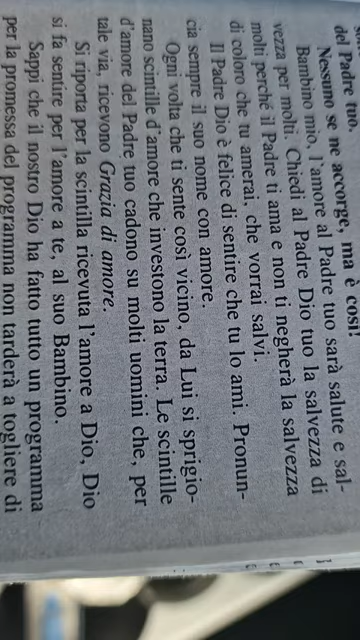 del Padre tuo.
Nessuno se ne accorge, ma è così!
Bambino mio, l'amore al Padre tuo sarà salute e sal-
vezza per molti. Chiedi al Padre Dio tuo la salvezza di
molti perché il Padre ti ama e non ti negherà la salvezza
di coloro che tu amerai, che vorrai salvi.
Il Padre Dio è felice di sentire che tu lo ami. Pronun-
cia sempre il suo nome con amore.
Ogni volta che ti sente così vicino, da Lui si sprigio-
nano scintille d'amore che investono la terra. Le scintille
d'amore del Padre tuo cadono su molti uomini che, per
tale via, ricevono Grazia di amore.
Si riporta per la scintilla ricevuta l'amore a Dio, Dio
si fa sentire per l'amore a te, al suo Bambino.
Sappi che il nostro Dio ha fatto tutto un programma
per la promessa del programma non tarderà a togliere di